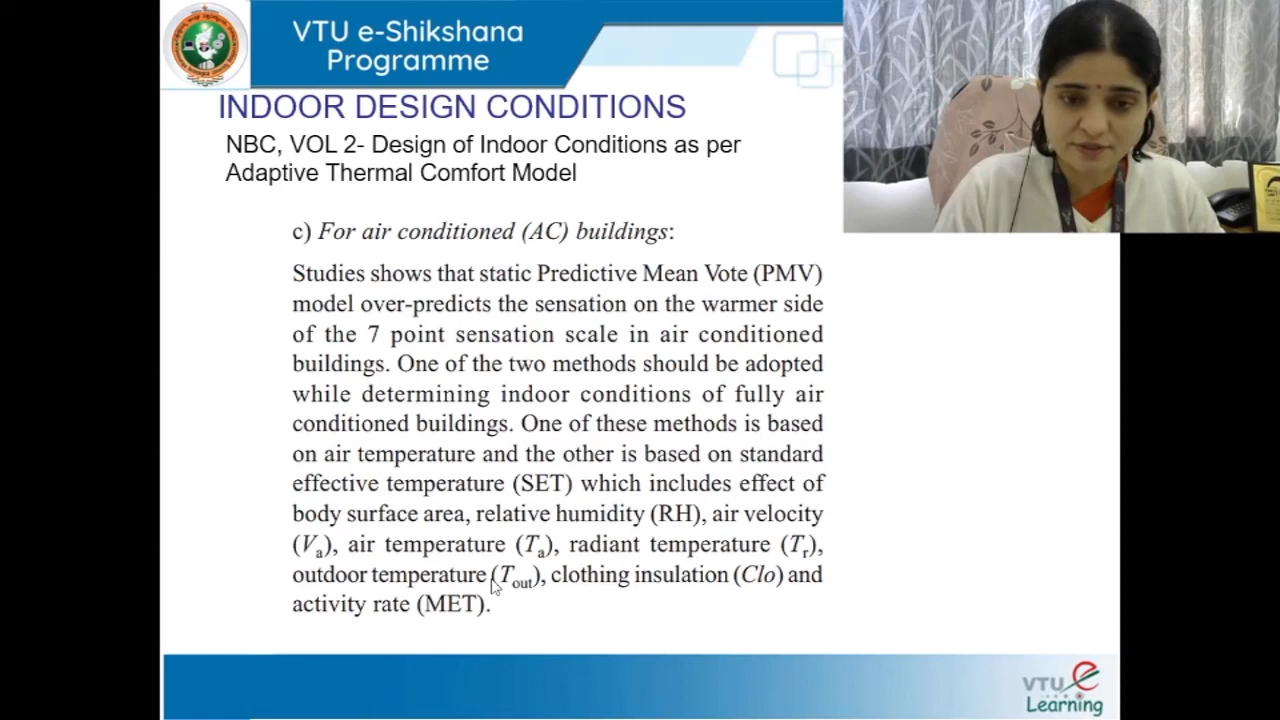 VTU e-Shikshana
Programme
INDOOR DESIGN CONDITIONS
NBC, VOL 2- Design of Indoor Conditions as per
Adaptive Thermal Comfort Model
c) For air conditioned (AC) buildings:
Studies shows that static Predictive Mean Vote (PMV)
model over-predicts the sensation on the warmer side
of the 7 point sensation scale in air conditioned
buildings. One of the two methods should be adopted
while determining indoor conditions of fully air
conditioned buildings. One of these methods is based
on air temperature and the other is based on standard
effective temperature (SET) which includes effect of
body surface area, relative humidity (RH), air velocity
(Va), air temperature (Ta), radiant temperature (Tr),
outdoor temperature (Tout), clothing insulation (Clo) and
activity rate (MET).
VTU e
Learning